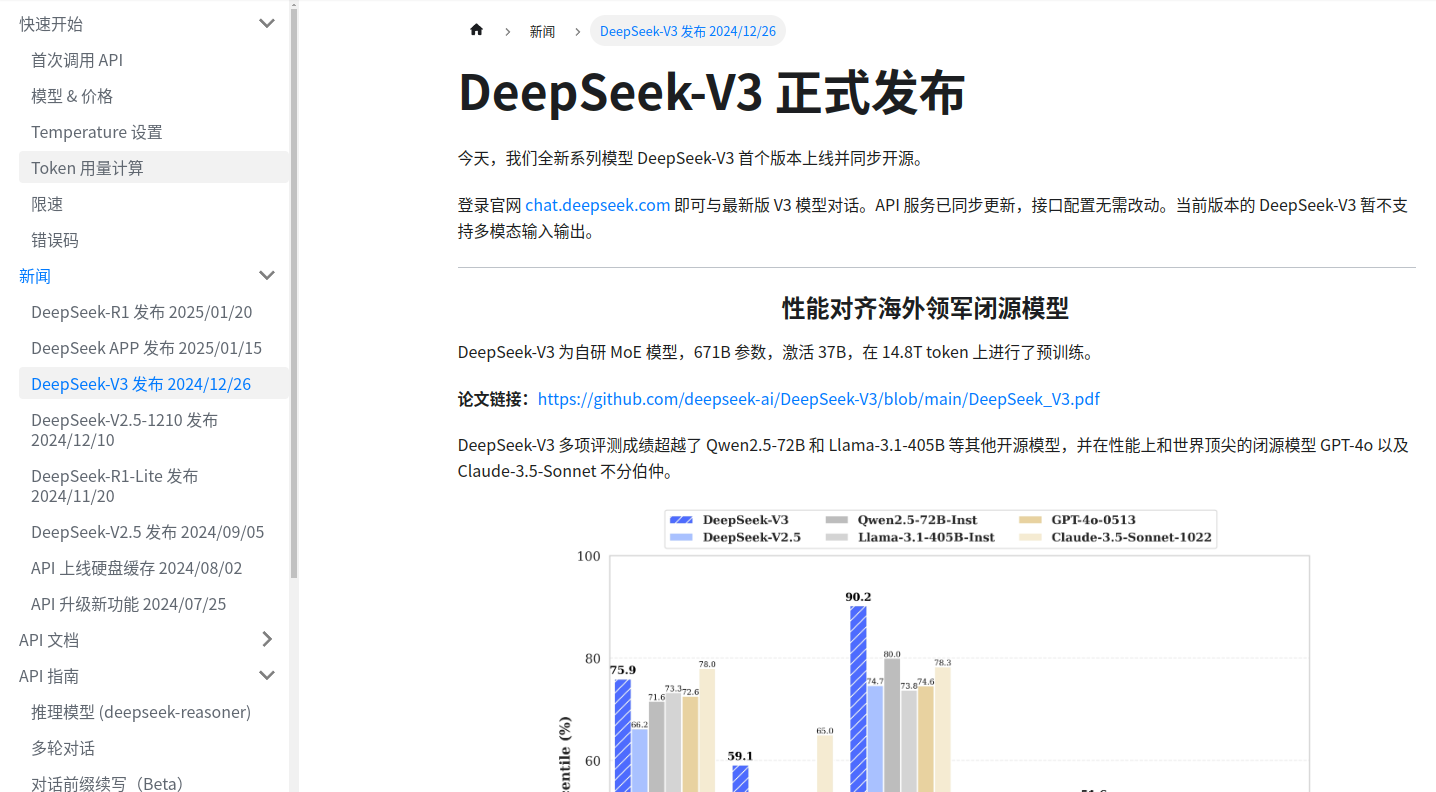 快速开始
首次调用 API
模型 & 价格
Temperature 设置
Token 用量计算
限速
错误码
新闻
DeepSeek-R1 发布 2025/01/20
DeepSeek APP 发布 2025/01/15
DeepSeek-V3 发布 2024/12/26
DeepSeek-V2.5-1210 发布
2024/12/10
DeepSeek-R1-Lite 发布
2024/11/20
DeepSeek-V2.5 发布 2024/09/05
API 上线硬盘缓存 2024/08/02
API 升级新功能 2024/07/25
API 文档
API 指南
推理模型 (deepseek-reasoner)
多轮对话
对话前缀续写（Beta）
新闻
DeepSeek-V3 发布 2024/12/26
DeepSeek-V3 正式发布
今天，我们全新系列模型 DeepSeek-V3 首个版本上线并同步开源。
登录官网 chat.deepseek.com 即可与最新版 V3 模型对话。API 服务已同步更新，接口配置无需改动。当前版本的 DeepSeek-V3 暂不支
持多模态输入输出。
性能对齐海外领军闭源模型
DeepSeek-V3 为自研 MoE 模型，671B 参数，激活 37B，在 14.8T token 上进行了预训练。
论文链接：https://github.com/deepseek-ai/DeepSeek-V3/blob/main/DeepSeek_V3.pdf
DeepSeek-V3 多项评测成绩超越了 Qwen2.5-72B 和 Llama-3.1-405B 等其他开源模型，并在性能上和世界顶尖的闭源模型 GPT-4o 以及
Claude-3.5-Sonnet 不分伯仲。
DeepSeek-V3 Qwen2.5-72B-Inst GPT-4o-0513
DeepSeek-V2.5 Llama-3.1-405B-Inst Claude-3.5-Sonnet-1022
100
90.2
80
75.9 66.2 71.6 73.3 72.6 78.0
59.1 65.0
74.7 80.0 73.8 74.6 78.3
60